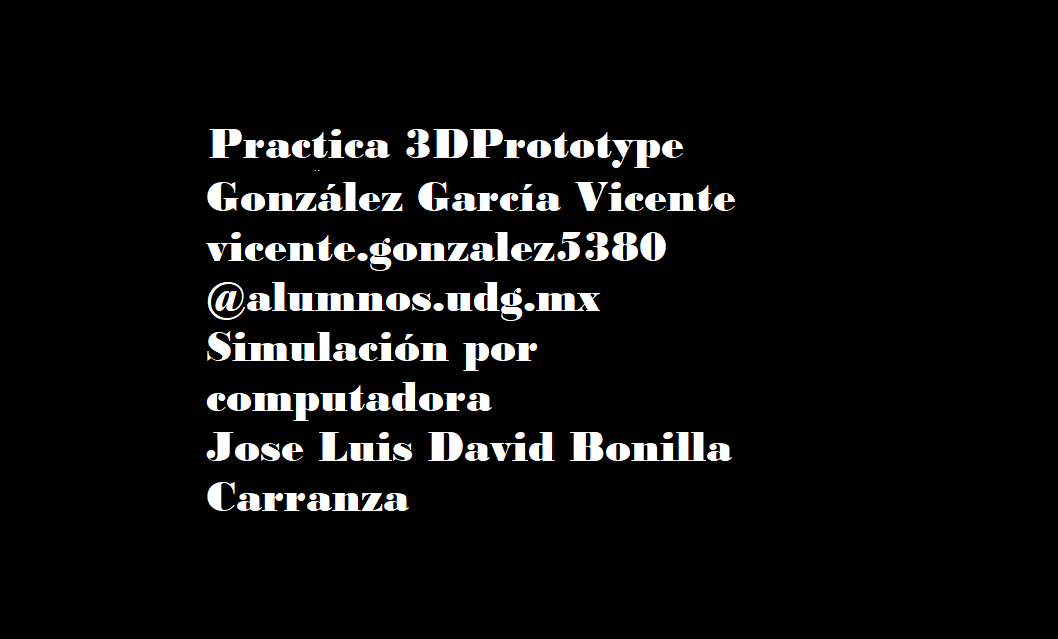 Practica 3DPrototype
González García Vicente
vicente.gonzalez5380
@alumnos.udg.mx
Simulación por
computadora
Jose Luis David Bonilla
Carranza